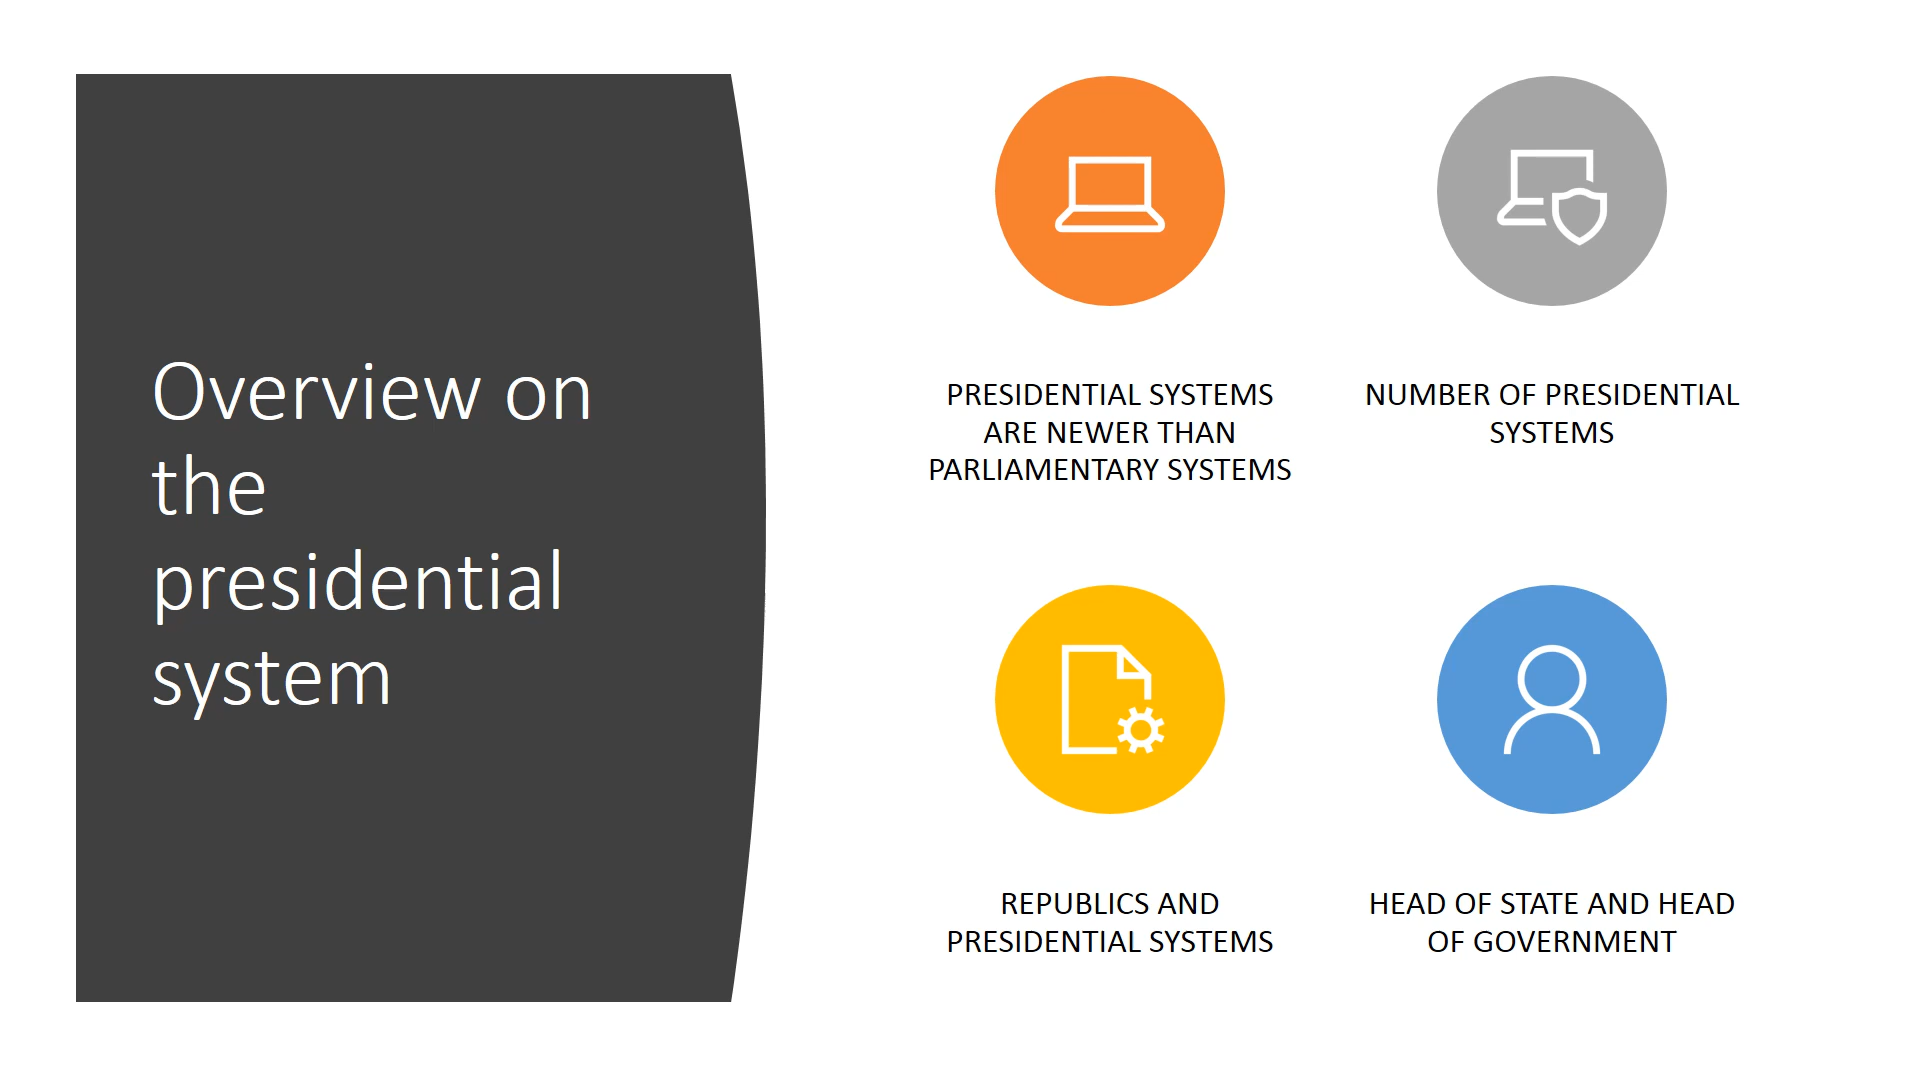 Overview on
the
presidential
system
PRESIDENTIAL SYSTEMS
ARE NEWER THAN
PARLIAMENTARY SYSTEMS
NUMBER OF PRESIDENTIAL
SYSTEMS
REPUBLICS AND
PRESIDENTIAL SYSTEMS
HEAD OF STATE AND HEAD
OF GOVERNMENT